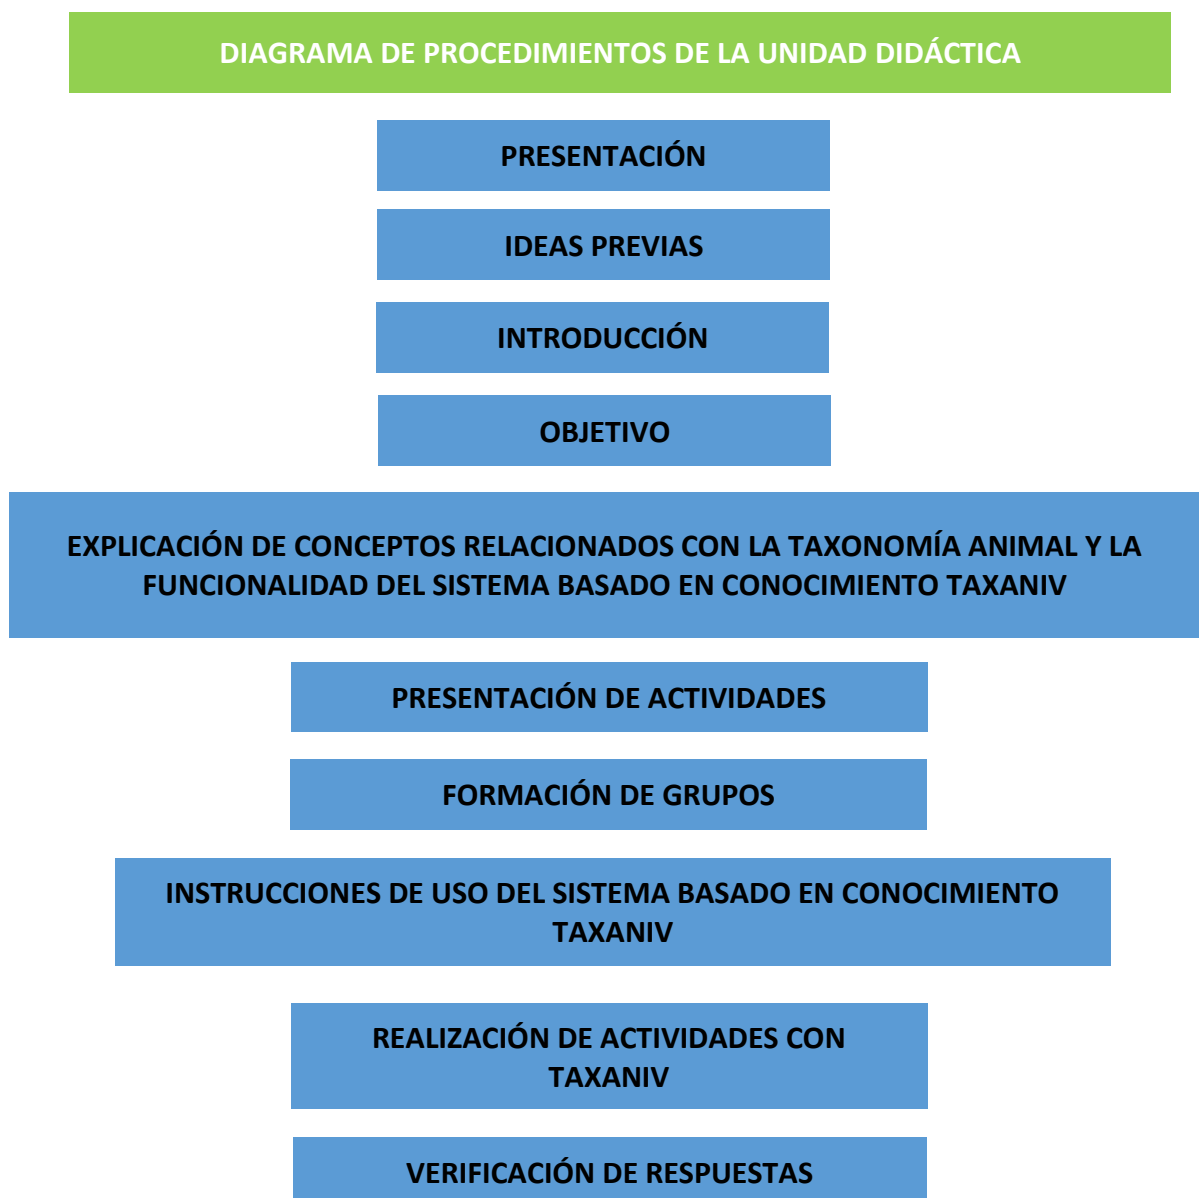 DIAGRAMA DE PROCEDIMIENTOS DE LA UNIDAD DIDÁCTICA
PRESENTACIÓN
IDEAS PREVIAS
INTRODUCCIÓN
OBJETIVO
EXPLICACIÓN DE CONCEPTOS RELACIONADOS CON LA TAXONOMÍA ANIMAL Y LA
FUNCIONALIDAD DEL SISTEMA BASADO EN CONOCIMIENTO TAXANIV
PRESENTACIÓN DE ACTIVIDADES
FORMACIÓN DE GRUPOS
INSTRUCCIONES DE USO DEL SISTEMA BASADO EN CONOCIMIENTO
TAXANIV
REALIZACIÓN DE ACTIVIDADES CON
TAXANIV
VERIFICACIÓN DE RESPUESTAS